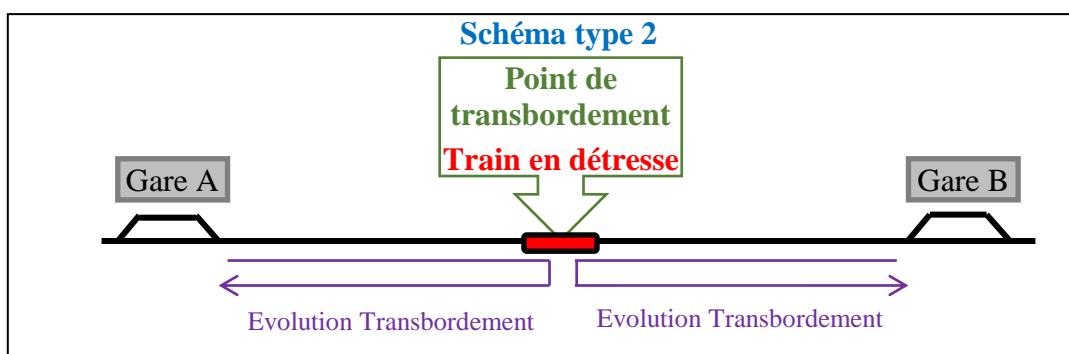 Schéma type 2
Point de
transbordement
Train en détresse
Gare A
Gare B
Evolution Transbordement
Evolution Transbordement